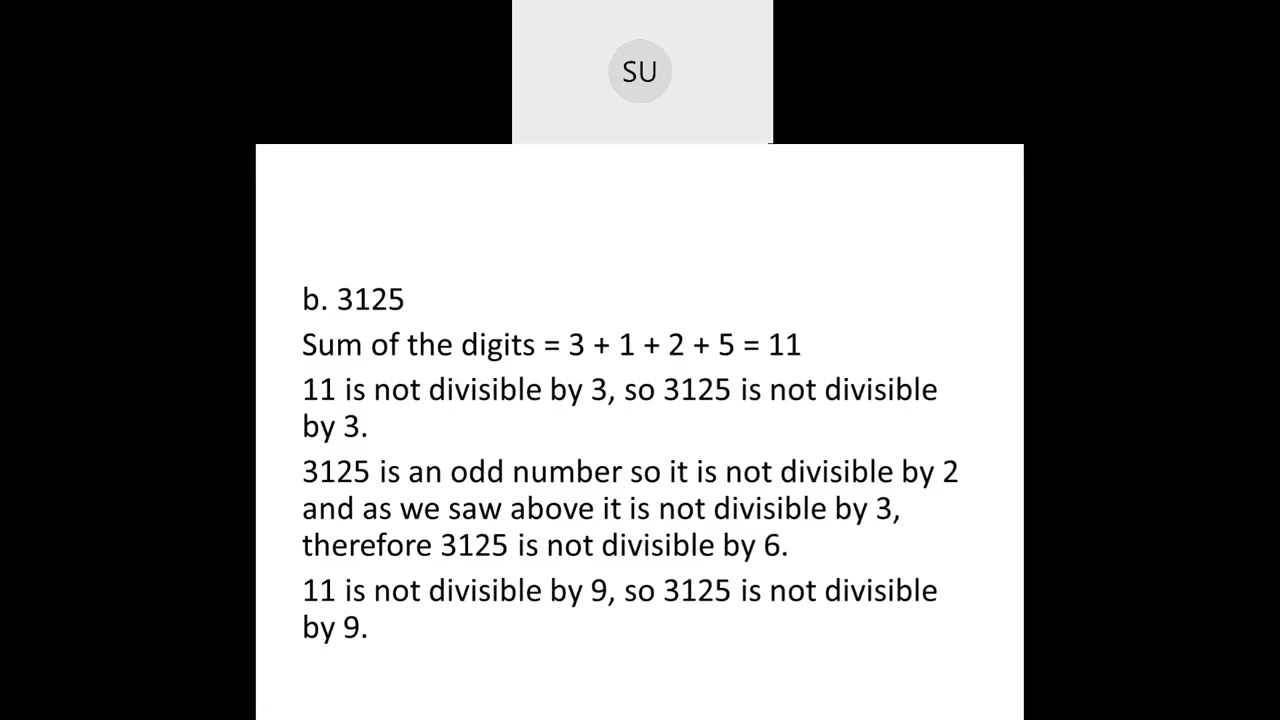 SU
b. 3125
Sum of the digits = 3 + 1 + 2 + 5 = 11
11 is not divisible by 3, so 3125 is not divisible
by 3.
3125 is an odd number so it is not divisible by 2
and as we saw above it is not divisible by 3,
therefore 3125 is not divisible by 6.
11 is not divisible by 9, so 3125 is not divisible
by 9.